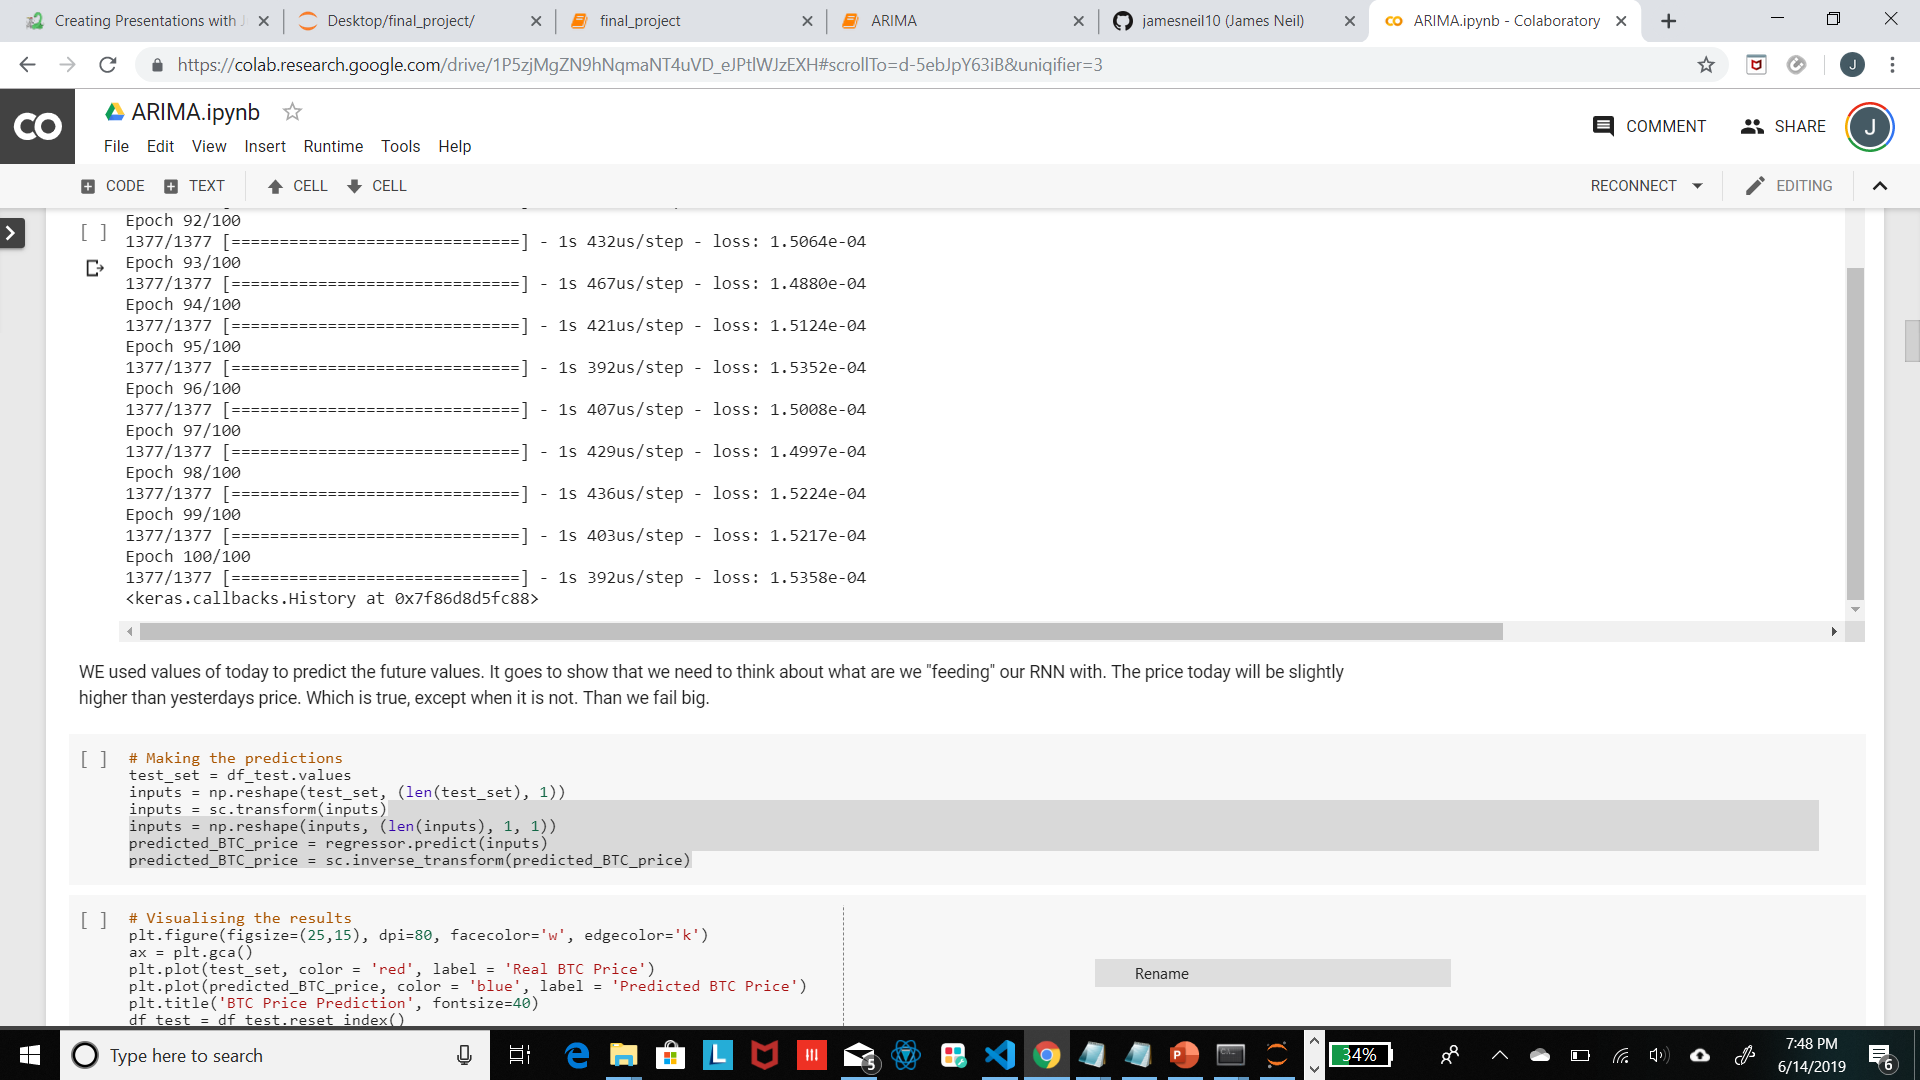 Creating Presentations with J
Desktop/final_project/
final_project
ARIMA
jamesneil10 (James Neil)
ARIMA.ipynb - Colaboratory
https://colab.research.google.com/drive/1P5zjMgZN9hNqmaNT4uVD_eJPtlWJzEXH#scrollTo=d-5ebJpY63iB&uniqifier=3
J
CO
ARIMA.ipynb
COMMENT
SHARE
J
File Edit View Insert Runtime Tools Help
CODE TEXT CELL CELL
RECONNECT
EDITING
Epoch 92/100
[ ]
1377/1377 [==============================] - 1s 432us/step - loss: 1.5064e-04
Epoch 93/100
1377/1377 [==============================] - 1s 467us/step - loss: 1.4880e-04
Epoch 94/100
1377/1377 [==============================] - 1s 421us/step - loss: 1.5124e-04
Epoch 95/100
1377/1377 [==============================] - 1s 392us/step - loss: 1.5352e-04
Epoch 96/100
1377/1377 [==============================] - 1s 407us/step - loss: 1.5008e-04
Epoch 97/100
1377/1377 [==============================] - 1s 429us/step - loss: 1.4997e-04
Epoch 98/100
1377/1377 [==============================] - 1s 436us/step - loss: 1.5224e-04
Epoch 99/100
1377/1377 [==============================] - 1s 403us/step - loss: 1.5217e-04
Epoch 100/100
1377/1377 [==============================] - 1s 392us/step - loss: 1.5358e-04
<keras.callbacks.History at 0x7f86d8d5fc88>
WE used values of today to predict the future values. It goes to show that we need to think about what are we "feeding" our RNN with. The price today will be slightly
higher than yesterdays price. Which is true, except when it is not. Than we fail big.
[ ] # Making the predictions
test_set = df_test.values
inputs = np.reshape(test_set, (len(test_set), 1))
inputs = sc.transform(inputs)
inputs = np.reshape(inputs, (len(inputs), 1, 1))
predicted_BTC_price = regressor.predict(inputs)
predicted_BTC_price = sc.inverse_transform(predicted_BTC_price)
[ ] # Visualising the results
plt.figure(figsize=(25,15), dpi=80, facecolor='w', edgecolor='k')
ax = plt.gca()
plt.plot(test_set, color = 'red', label = 'Real BTC Price')
plt.plot(predicted_BTC_price, color = 'blue', label = 'Predicted BTC Price')
plt.title('BTC Price Prediction', fontsize=40)
df_test = df_test.reset_index()
Rename
Type here to search
5
34%
7:48 PM
6/14/2019
6